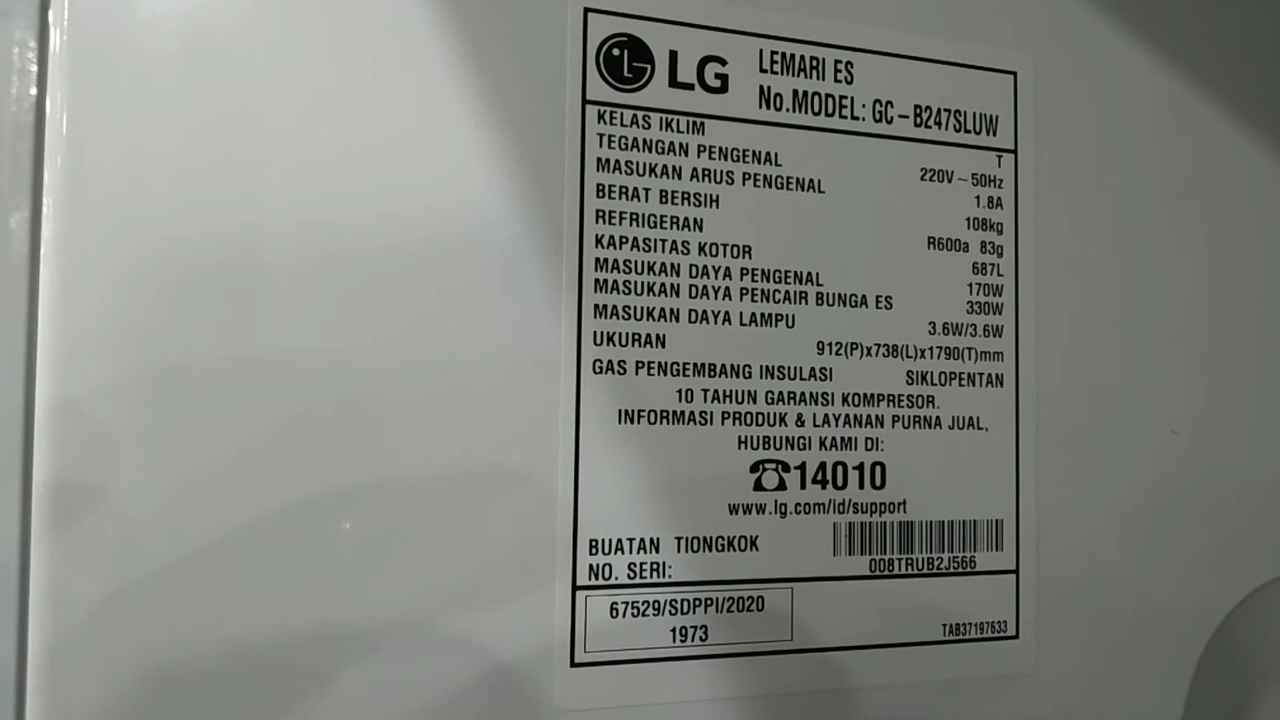 LG
LEMARI ES
No.MODEL: GC-B247SLUW
KELAS IKLIM T
TEGANGAN PENGENAL 220V ~ 50Hz
MASUKAN ARUS PENGENAL 1.8A
BERAT BERSIH 108kg
REFRIGERAN R600a 83g
KAPASITAS KOTOR 687L
MASUKAN DAYA PENGENAL 170W
MASUKAN DAYA PENCAIR BUNGA ES 330W
MASUKAN DAYA LAMPU 3.6W/3.6W
UKURAN 912(P)x738(L)x1790(T)mm
GAS PENGEMBANG INSULASI SIKLOPENTAN
10 TAHUN GARANSI KOMPRESOR.
INFORMASI PRODUK & LAYANAN PURNA JUAL,
HUBUNGI KAMI DI:
☎14010
www.lg.com/id/support
BUATAN TIONGKOK
NO. SERI: 008TRUB2J566
67529/SDPPI/2020
1973
TAB37197633